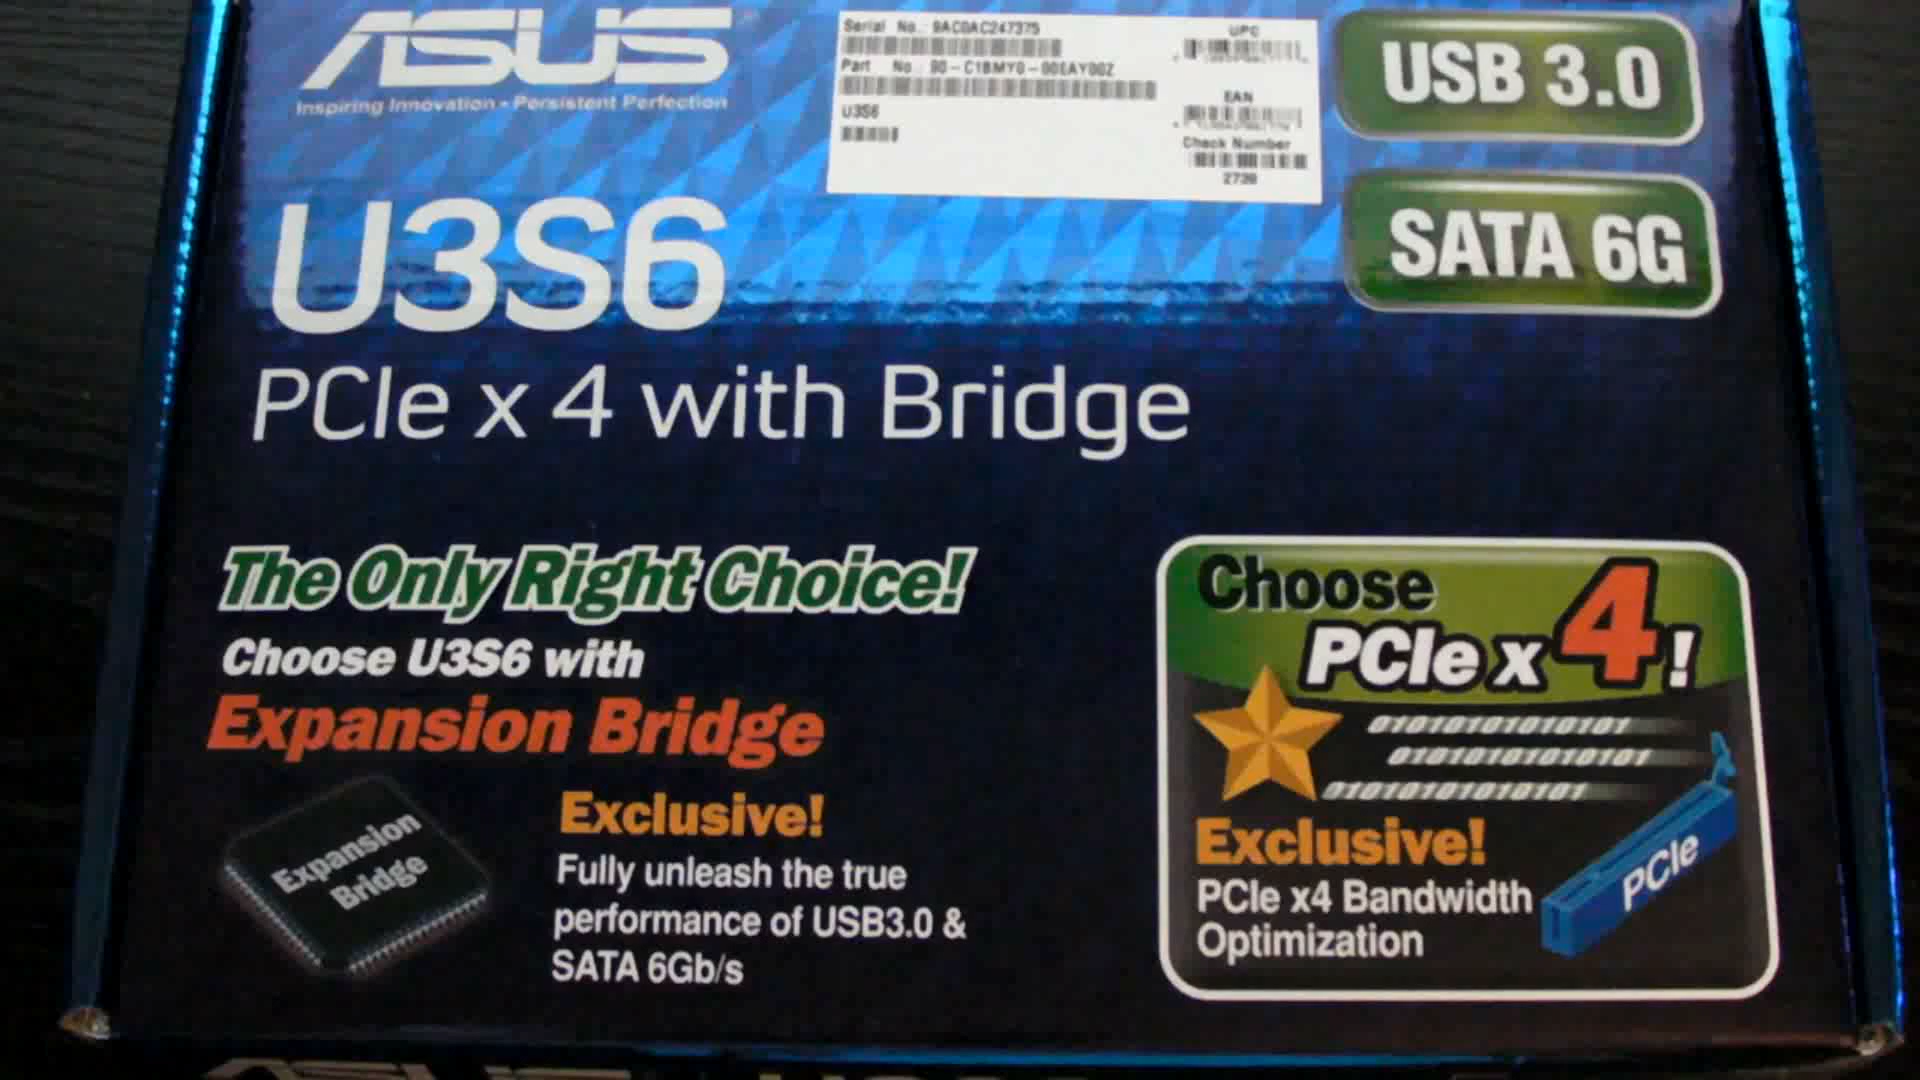 ASUS
Inspiring Innovation • Persistent Perfection
Serial No.: 9AC0AC247375
Part No.: 90-C1BMY0-00EAY00Z
U3S6
UPC
EAN
Check Number
2739
USB 3.0
SATA 6G
U3S6
PCIe x 4 with Bridge
The Only Right Choice!
Choose U3S6 with
Expansion Bridge
Expansion
Bridge
Exclusive!
Fully unleash the true
performance of USB3.0 &
SATA 6Gb/s
Choose
PCIe x 4!
01010101010101
01010101010101
01010101010101
Exclusive!
PCIe x4 Bandwidth
Optimization
PCIe